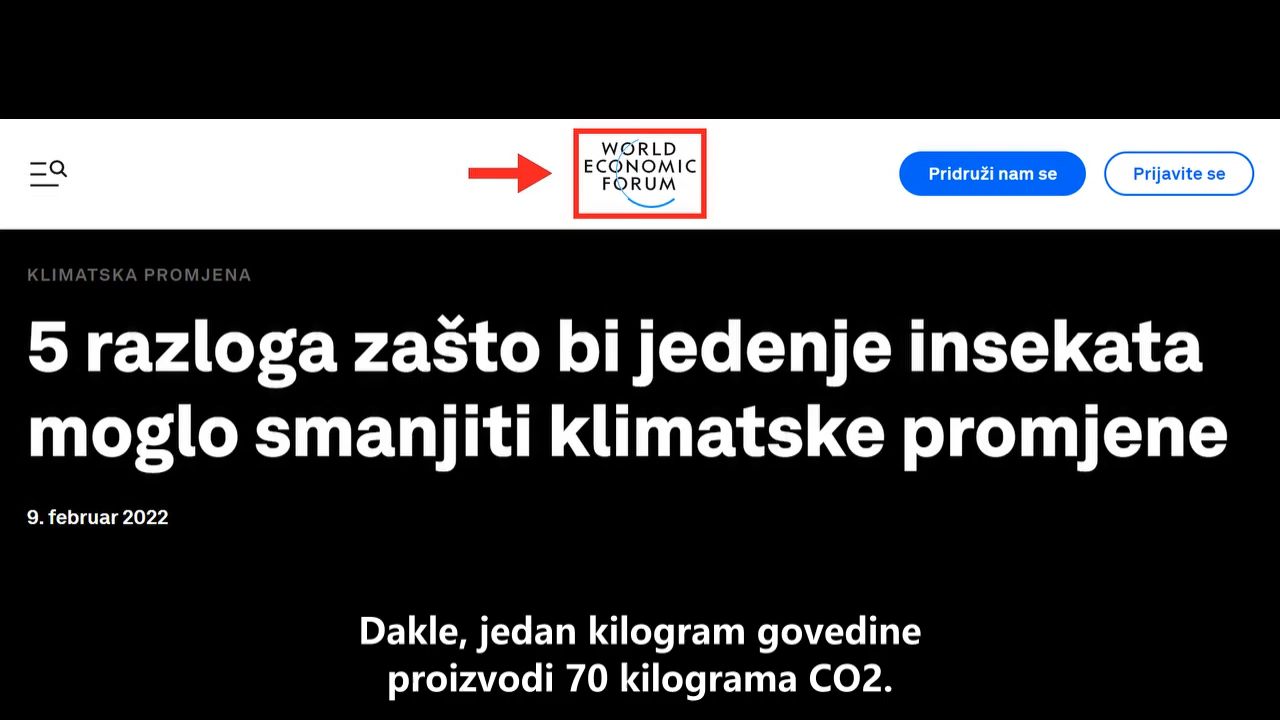 WORLD
ECONOMIC
FORUM
Pridruži nam se
Prijavite se
KLIMATSKA PROMJENA
5 razloga zašto bi jedenje insekata
moglo smanjiti klimatske promjene
9. februar 2022
Dakle, jedan kilogram govedine
proizvodi 70 kilograma CO2.